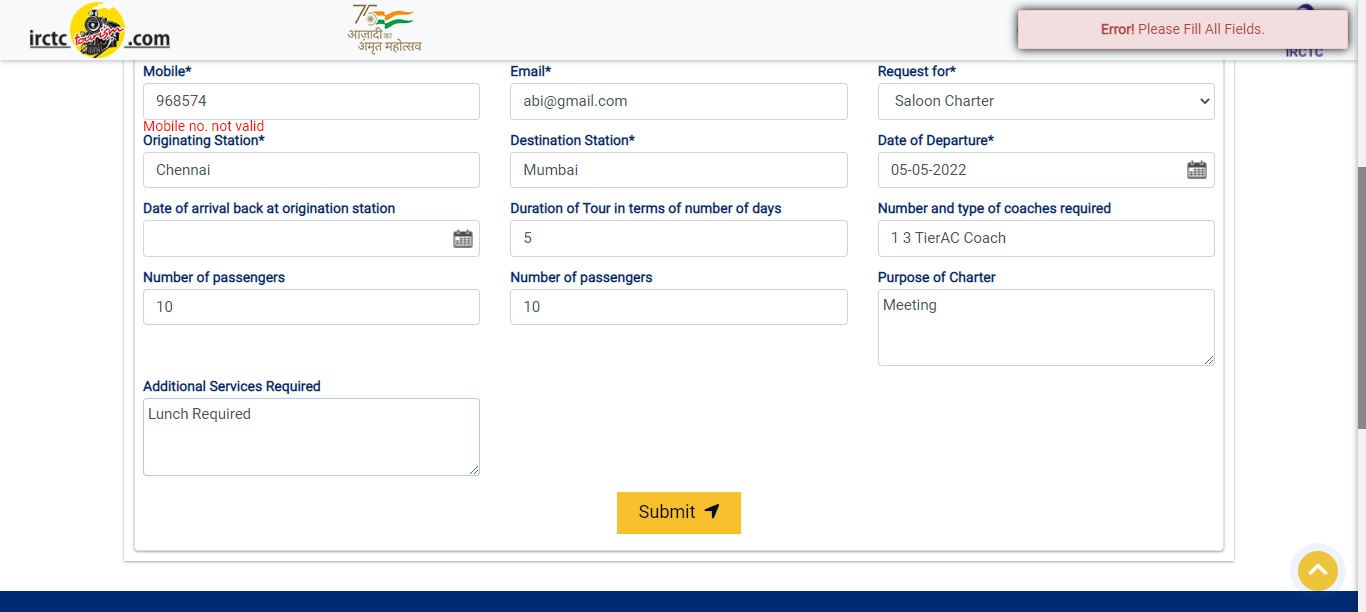 irctc tourism .com
75
आज़ादी का
अमृत महोत्सव
Error! Please Fill All Fields.
IRCTC
Mobile* Email* Request for*
968574 abi@gmail.com Saloon Charter
Mobile no. not valid
Originating Station* Destination Station* Date of Departure*
Chennai Mumbai 05-05-2022
Date of arrival back at origination station Duration of Tour in terms of number of days Number and type of coaches required
5 1 3 TierAC Coach
Number of passengers Number of passengers Purpose of Charter
10 10 Meeting
Additional Services Required
Lunch Required
Submit